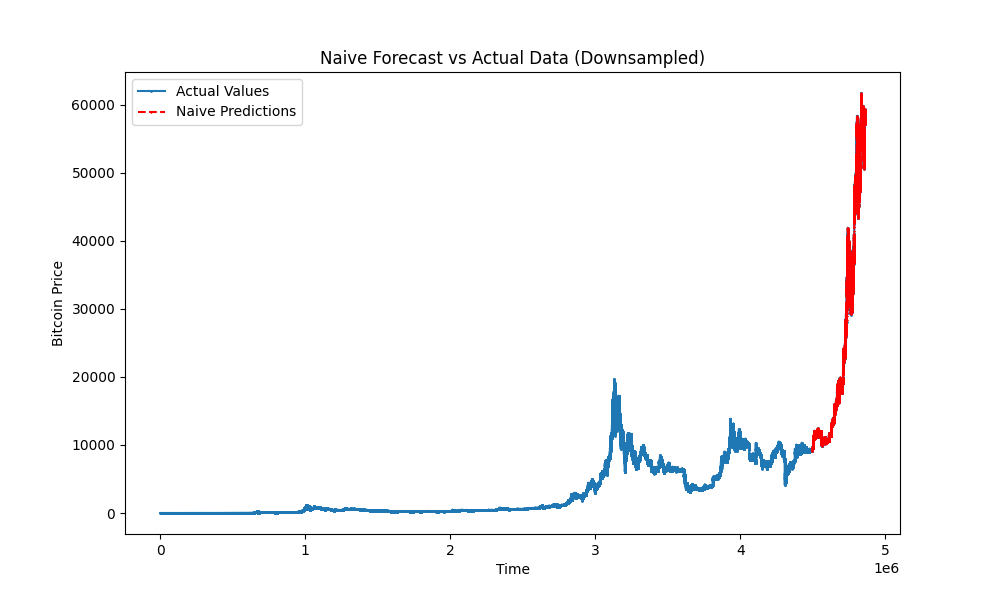 Naive Forecast vs Actual Data (Downsampled)
Actual Values
Naive Predictions
60000
50000
40000
30000
20000
10000
0
Bitcoin Price
0 1 2 3 4 5
1e6
Time